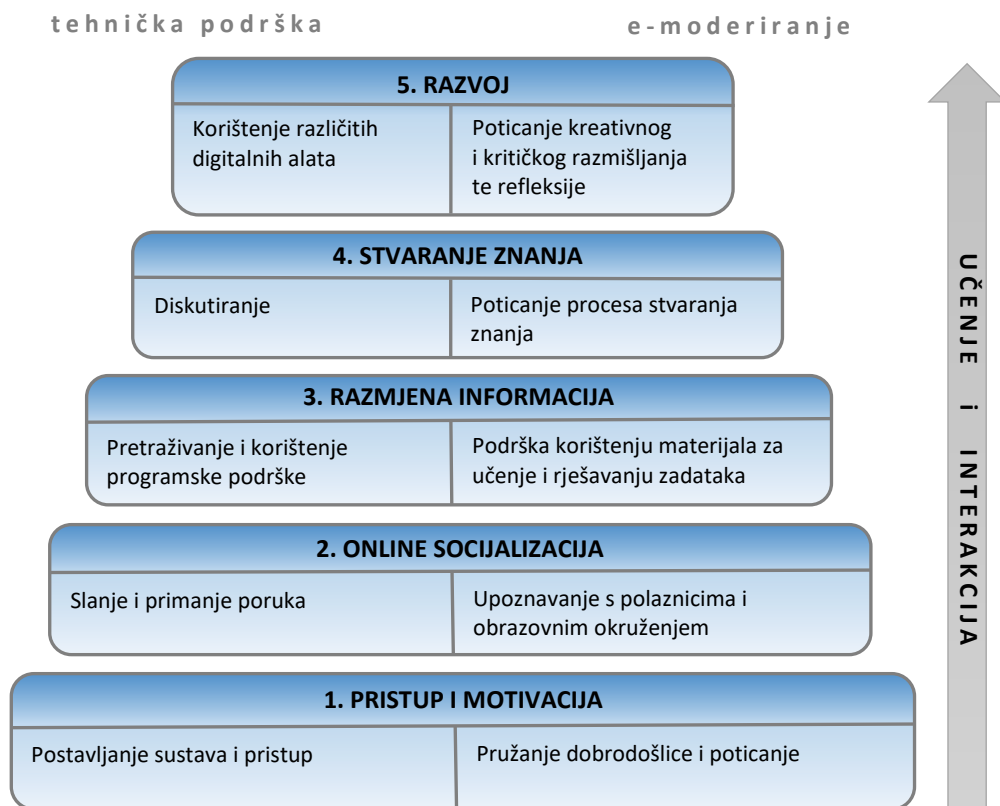 tehnička podrška
e-moderiranje
5. RAZVOJ
Korištenje različitih
digitalnih alata
Poticanje kreativnog
i kritičkog razmišljanja
te refleksije
4. STVARANJE ZNANJA
Diskutiranje
Poticanje procesa stvaranja
znanja
3. RAZMJENA INFORMACIJA
Pretraživanje i korištenje
programske podrške
Podrška korištenju materijala za
učenje i rješavanju zadataka
2. ONLINE SOCIJALIZACIJA
Slanje i primanje poruka
Upoznavanje s polaznicima i
obrazovnim okruženjem
1. PRISTUP I MOTIVACIJA
Postavljanje sustava i pristup
Pružanje dobrodošlice i poticanje
UČENJE i INTERAKCIJA